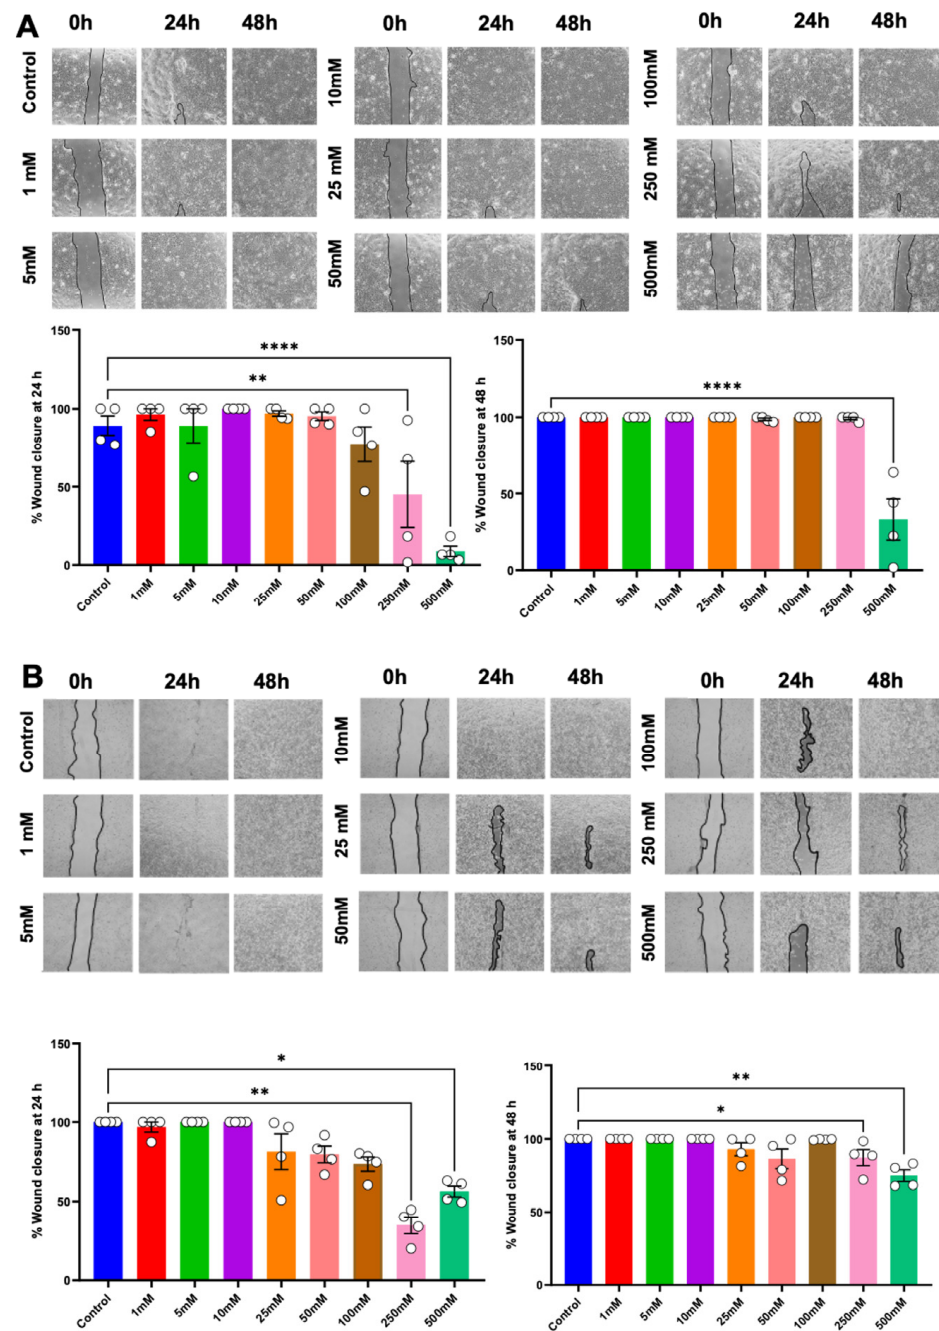 A
0h 24h 48h 0h 24h 48h 0h 24h 48h
Control 10mM 100mM
1 mM 25 mM 250 mM
5mM 50mM 500mM
% Wound closure at 24 h
150
100
50
0
****
**
Control 1mM 5mM 10mM 25mM 50mM 100mM 250mM 500mM
% Wound closure at 48 h
150
100
50
0
****
Control 1mM 5mM 10mM 25mM 50mM 100mM 250mM 500mM
B
0h 24h 48h 0h 24h 48h 0h 24h 48h
Control 10mM 100mM
1 mM 25 mM 250 mM
5mM 50mM 500mM
% Wound closure at 24 h
150
100
50
0
*
**
Control 1mM 5mM 10mM 25mM 50mM 100mM 250mM 500mM
% Wound closure at 48 h
150
100
50
0
**
*
Control 1mM 5mM 10mM 25mM 50mM 100mM 250mM 500mM